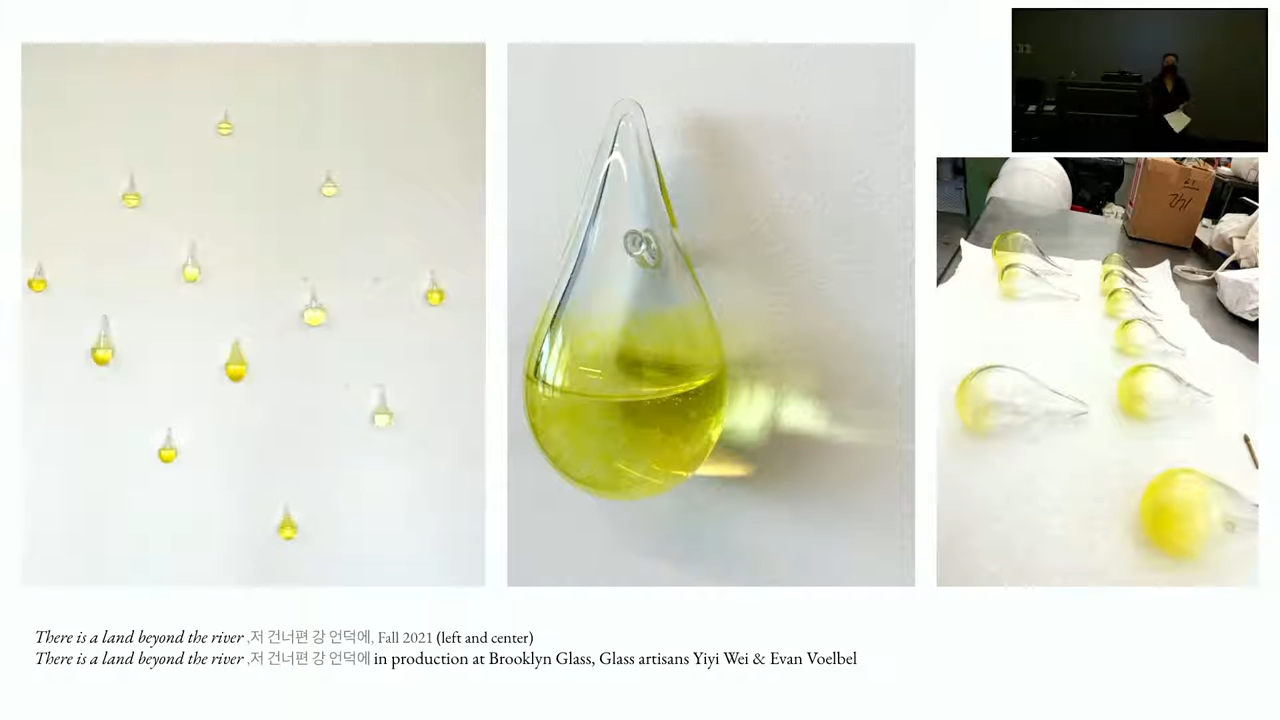 There is a land beyond the river ,저 건너편 강 언덕에, Fall 2021 (left and center)
There is a land beyond the river ,저 건너편 강 언덕에 in production at Brooklyn Glass, Glass artisans Yiyi Wei & Evan Voelbel